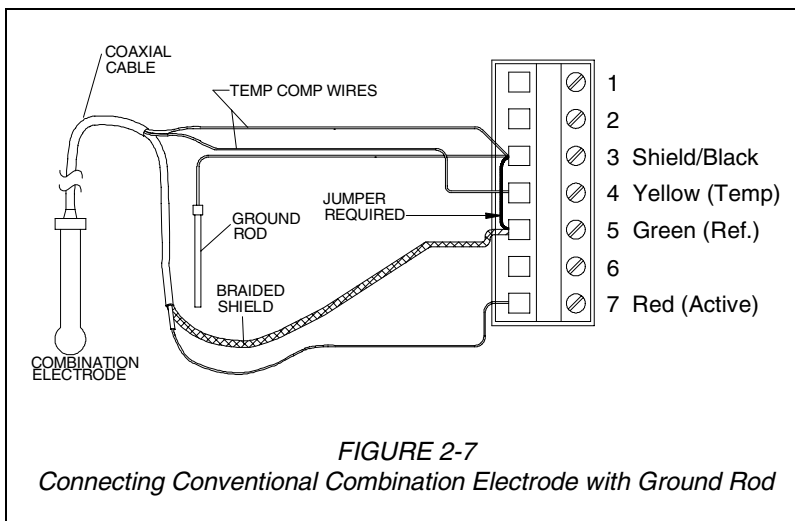 COAXIAL
CABLE
TEMP COMP WIRES
1
2
3 Shield/Black
4 Yellow (Temp)
JUMPER
REQUIRED
5 Green (Ref.)
GROUND
ROD
6
BRAIDED
SHIELD
7 Red (Active)
COMBINATION
ELECTRODE
FIGURE 2-7
Connecting Conventional Combination Electrode with Ground Rod